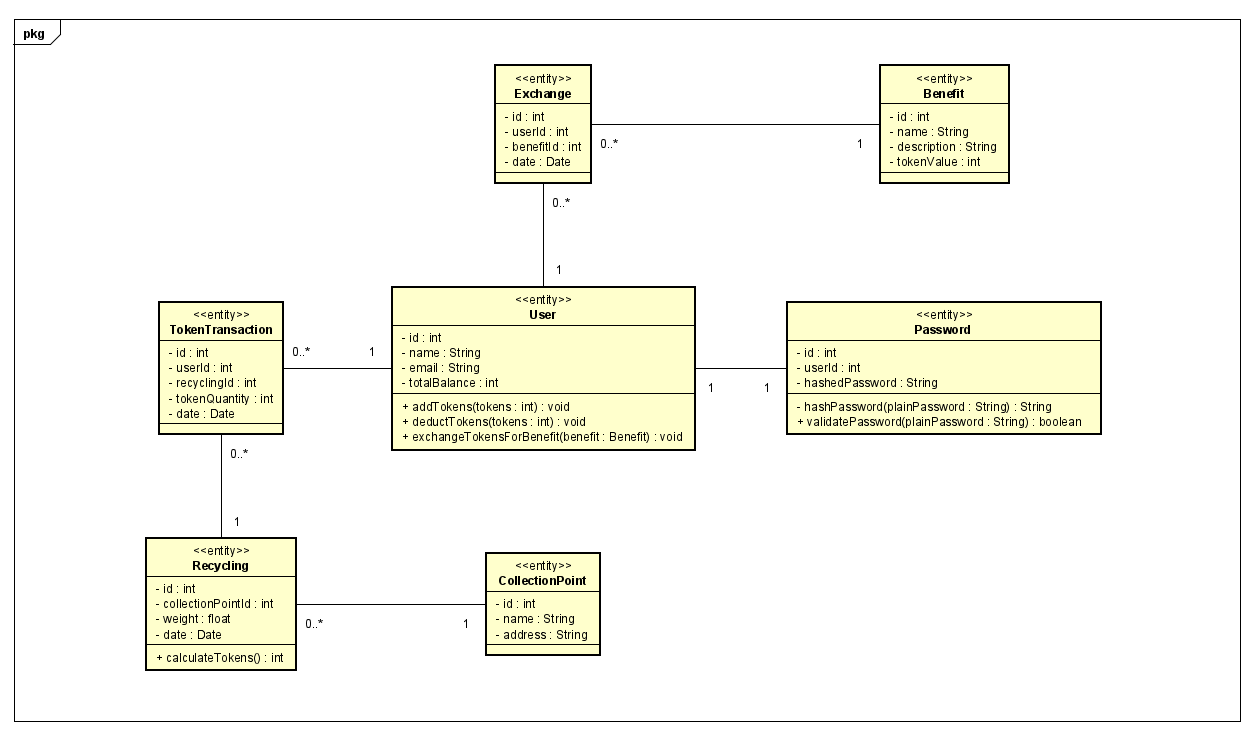 pkg
<<entity>>
Exchange
- id : int
- userId : int
- benefitId : int
- date : Date
<<entity>>
Benefit
- id : int
- name : String
- description : String
- tokenValue : int
0..*
1
0..*
1
<<entity>>
TokenTransaction
- id : int
- userId : int
- recyclingId : int
- tokenQuantity : int
- date : Date
0..*
1
<<entity>>
User
- id : int
- name : String
- email : String
- totalBalance : int
+ addTokens(tokens : int) : void
+ deductTokens(tokens : int) : void
+ exchangeTokensForBenefit(benefit : Benefit) : void
1
1
<<entity>>
Password
- id : int
- userId : int
- hashedPassword : String
- hashPassword(plainPassword : String) : String
+ validatePassword(plainPassword : String) : boolean
0..*
1
<<entity>>
Recycling
- id : int
- collectionPointId : int
- weight : float
- date : Date
+ calculateTokens() : int
0..*
1
<<entity>>
CollectionPoint
- id : int
- name : String
- address : String